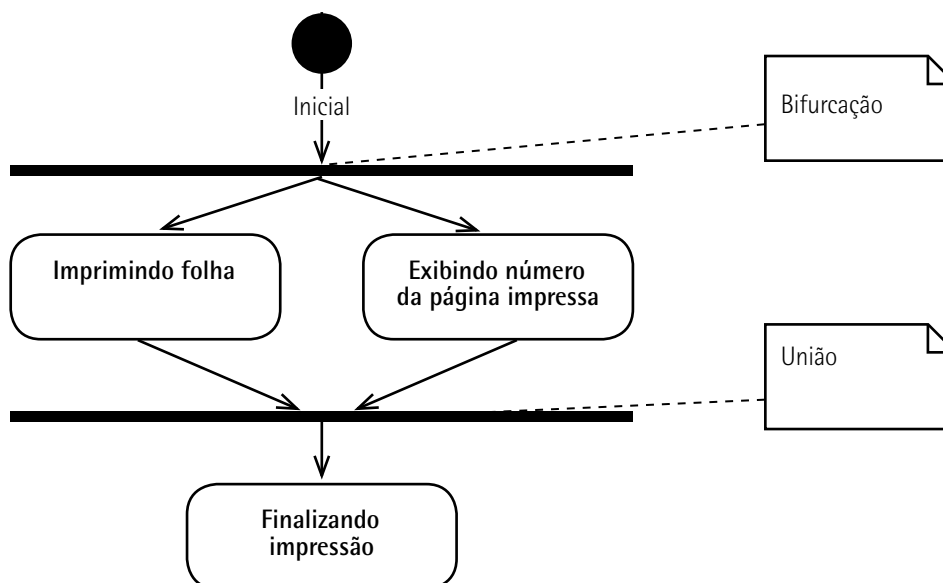 Inicial
Bifurcação
Imprimindo folha
Exibindo número
da página impressa
União
Finalizando
impressão